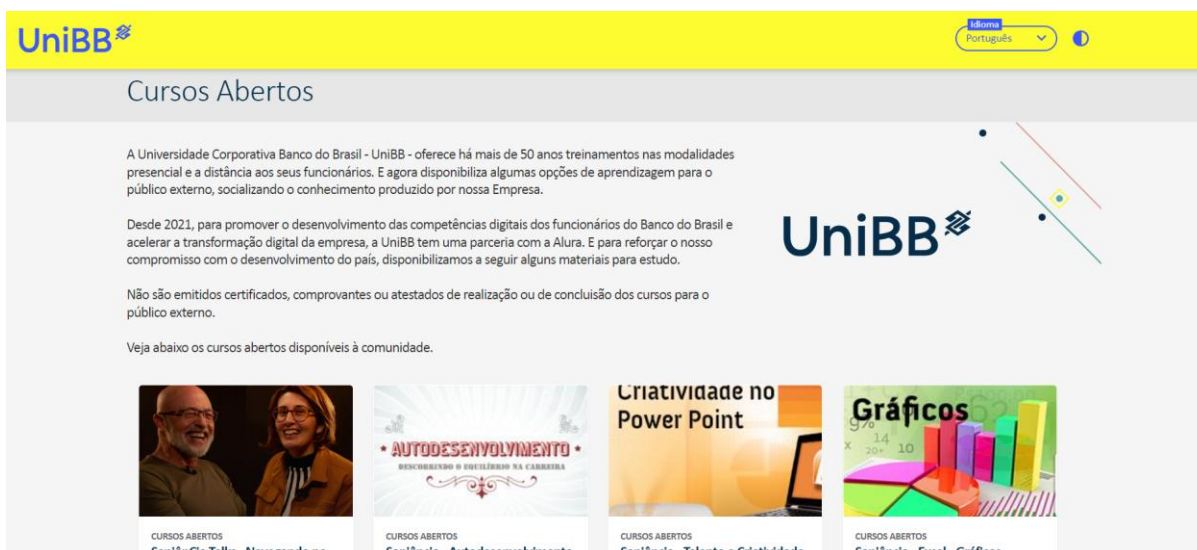 UniBB
Idioma
Português
Cursos Abertos
A Universidade Corporativa Banco do Brasil - UniBB - oferece há mais de 50 anos treinamentos nas modalidades
presencial e a distância aos seus funcionários. E agora disponibiliza algumas opções de aprendizagem para o
público externo, socializando o conhecimento produzido por nossa Empresa.
Desde 2021, para promover o desenvolvimento das competências digitais dos funcionários do Banco do Brasil e
acelerar a transformação digital da empresa, a UniBB tem uma parceria com a Alura. E para reforçar o nosso
compromisso com o desenvolvimento do país, disponibilizamos a seguir alguns materiais para estudo.
Não são emitidos certificados, comprovantes ou atestados de realização ou de concluisão dos cursos para o
público externo.
Veja abaixo os cursos abertos disponíveis à comunidade.
UniBB
AUTODESENVOLVIMENTO
DESCOBRINDO O EQUILÍBRIO NA CARREIRA
Criatividade no
Power Point
Gráficos
9%
14
20+
10
CURSOS ABERTOS
CURSOS ABERTOS
CURSOS ABERTOS
CURSOS ABERTOS